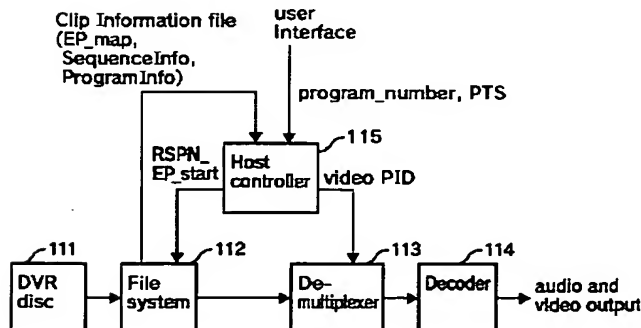 Clip Information file
(EP_map,
SequenceInfo,
ProgramInfo)
user
interface
program_number, PTS
115
RSPN_
EP_start
Host
controller
video PID
111
112
113
114
DVR
disc
File
system
De-
multiplexer
Decoder
audio and
video output